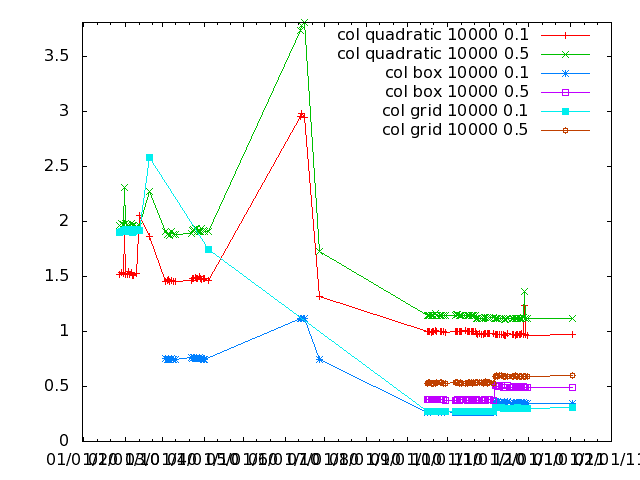 col quadratic 10000 0.1
col quadratic 10000 0.5
col box 10000 0.1
col box 10000 0.5
col grid 10000 0.1
col grid 10000 0.5
3.5
3
2.5
2
1.5
1
0.5
0